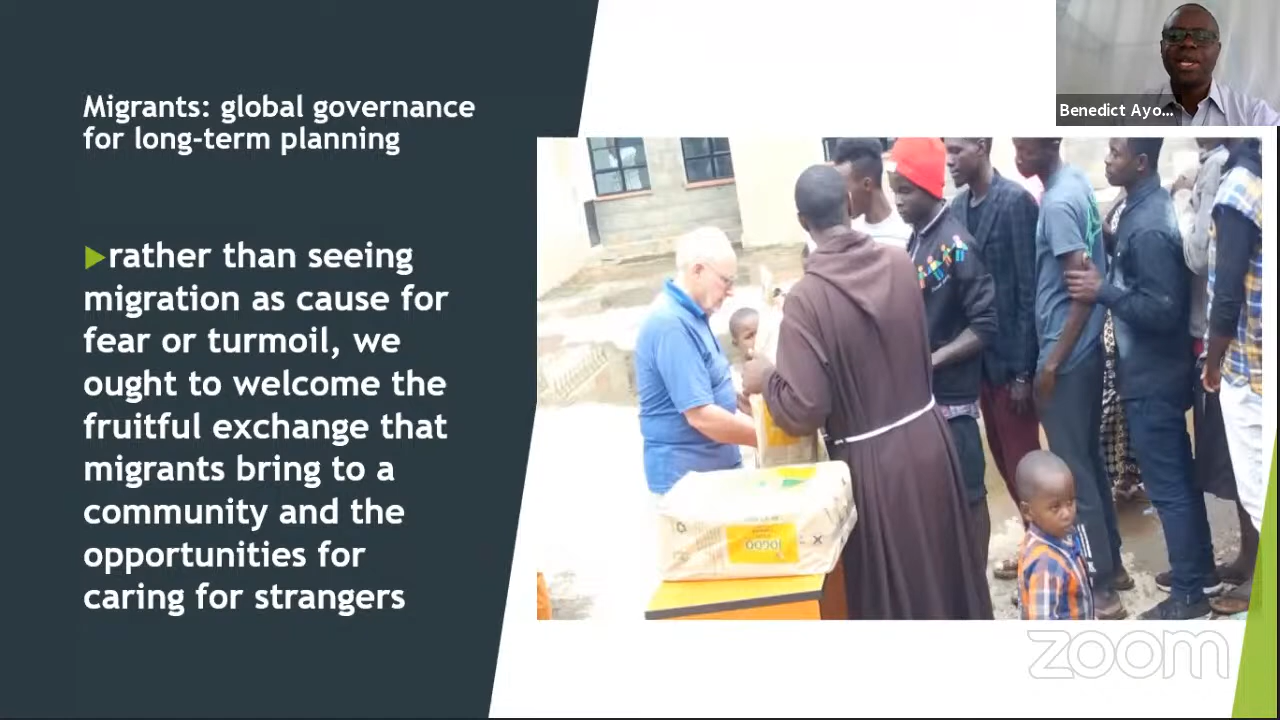 Migrants: global governance
for long-term planning
rather than seeing
migration as cause for
fear or turmoil, we
ought to welcome the
fruitful exchange that
migrants bring to a
community and the
opportunities for
caring for strangers
Benedict Ayo...
JOGOO
zoom